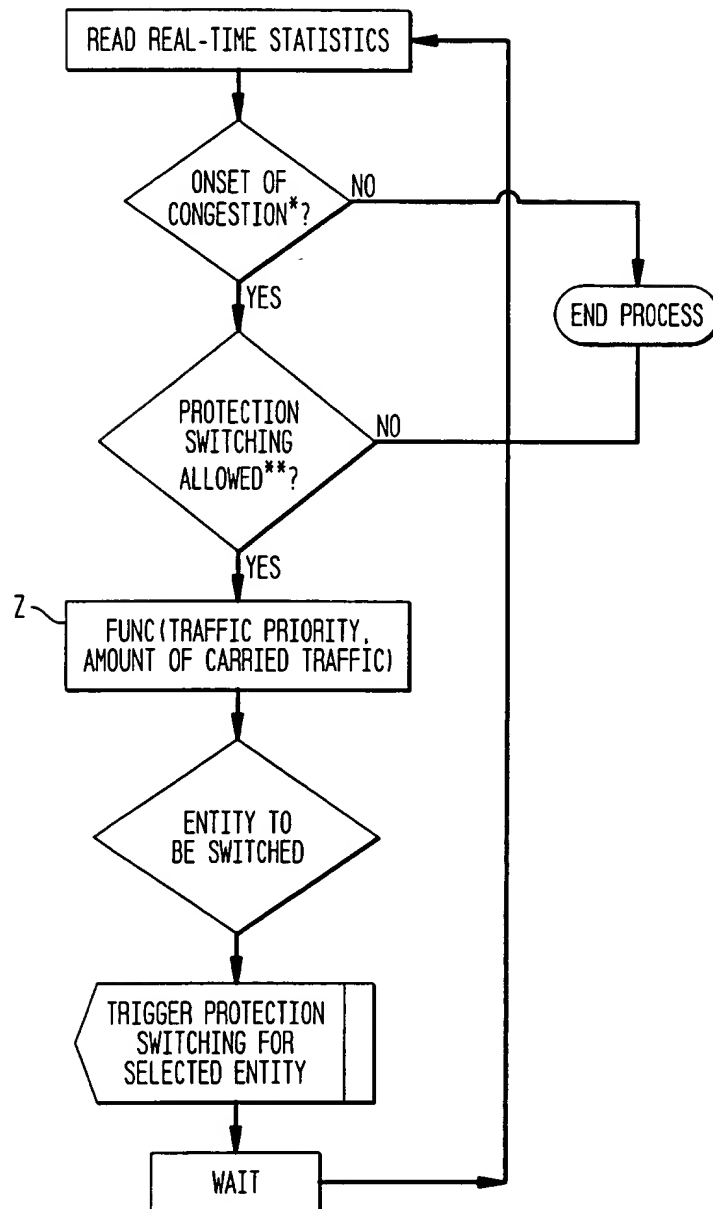 READ REAL-TIME STATISTICS
ONSET OF
CONGESTION*?
NO
YES
END PROCESS
PROTECTION
SWITCHING
ALLOWED**?
NO
YES
Z
FUNC(TRAFFIC PRIORITY,
AMOUNT OF CARRIED TRAFFIC)
ENTITY TO
BE SWITCHED
TRIGGER PROTECTION
SWITCHING FOR
SELECTED ENTITY
WAIT